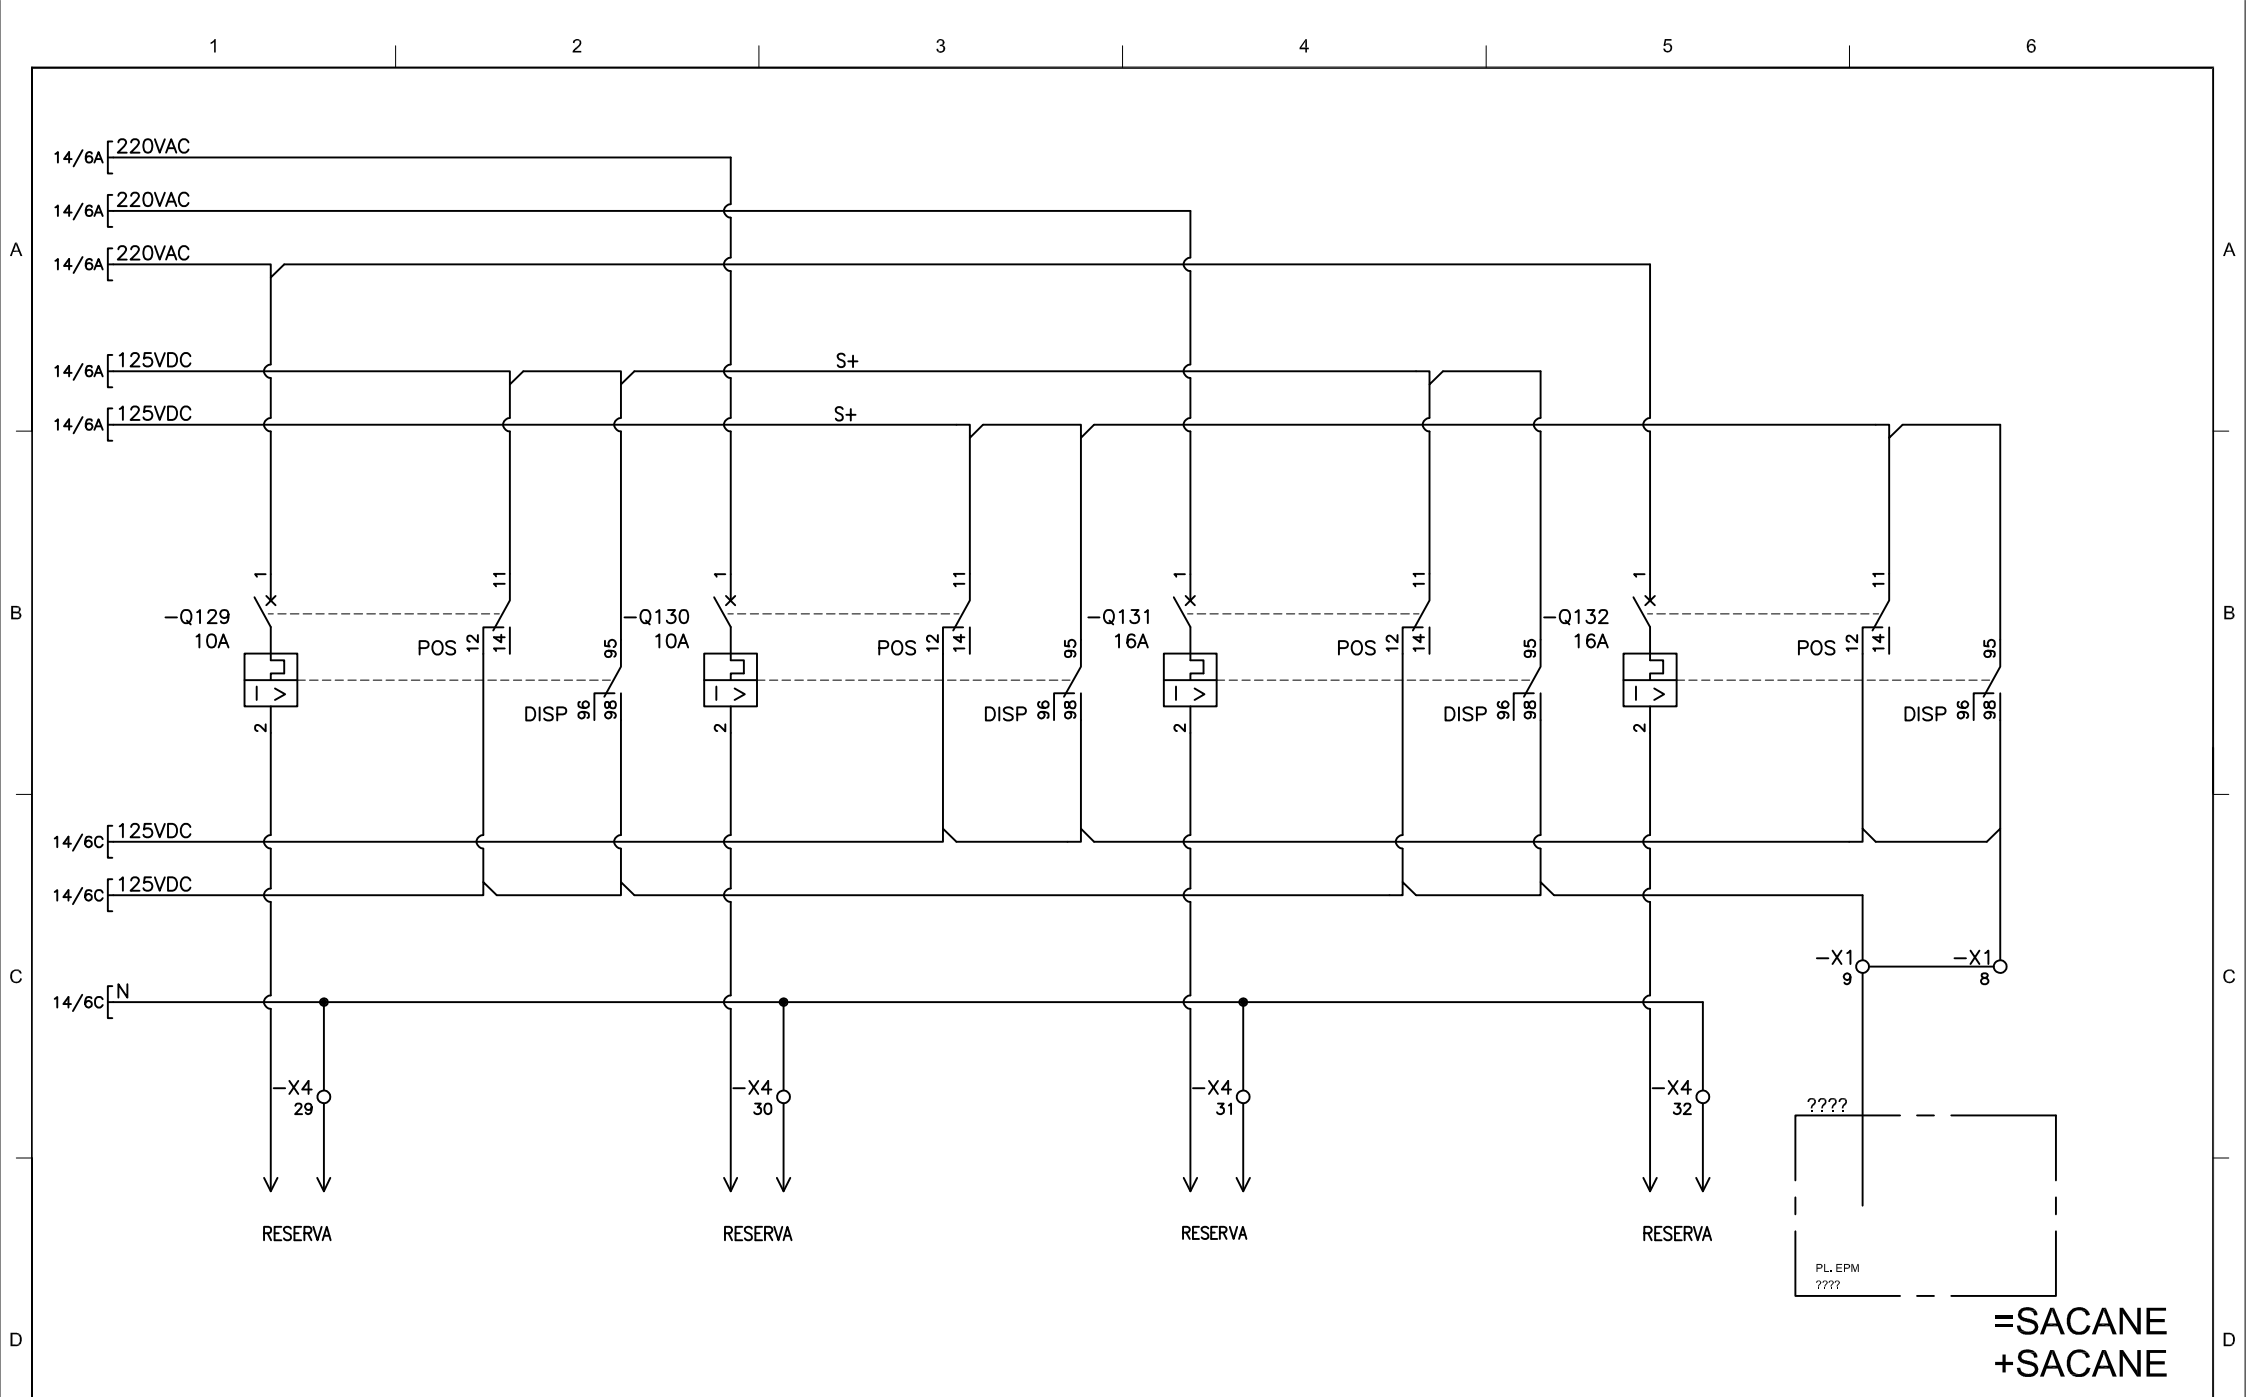 1 2 3 4 5 6
14/6A 220VAC
14/6A 220VAC
A 14/6A 220VAC A
14/6A 125VDC S+
14/6A 125VDC S+
1 11 1 11 1 11 1 11
B B
-Q129 -Q130 -Q131 -Q132
10A 10A 16A 16A
POS 12 14 95 POS 12 14 95 POS 12 14 95 POS 12 14 95
I > I > I > I >
2 DISP 96 98 2 DISP 96 98 2 DISP 96 98 2 DISP 96 98
14/6C 125VDC
14/6C 125VDC
-X1 -X1
9 8
C C
14/6C N
-X4 -X4 -X4 -X4
29 30 31 32
????
RESERVA RESERVA RESERVA RESERVA
PL. EPM
????
=SACANE
D D
+SACANE